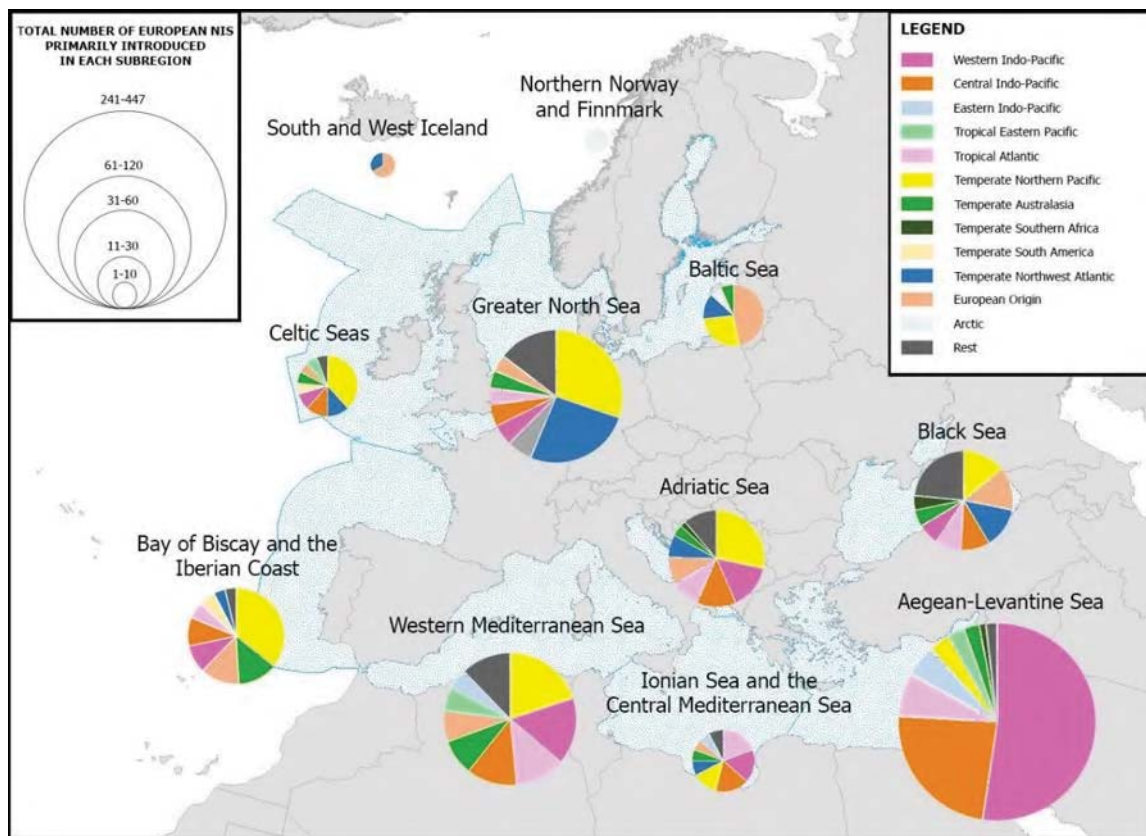 TOTAL NUMBER OF EUROPEAN NIS
PRIMARILY INTRODUCED
IN EACH SUBREGION
241-447
61-120
31-60
11-30
1-10
LEGEND
Western Indo-Pacific
Central Indo-Pacific
Eastern Indo-Pacific
Tropical Eastern Pacific
Tropical Atlantic
Temperate Northern Pacific
Temperate Australasia
Temperate Southern Africa
Temperate South America
Temperate Northwest Atlantic
European Origin
Arctic
Rest
Northern Norway
and Finnmark
South and West Iceland
Baltic Sea
Greater North Sea
Celtic Seas
Black Sea
Adriatic Sea
Bay of Biscay and the
Iberian Coast
Aegean-Levantine Sea
Western Mediterranean Sea
Ionian Sea and the
Central Mediterranean Sea